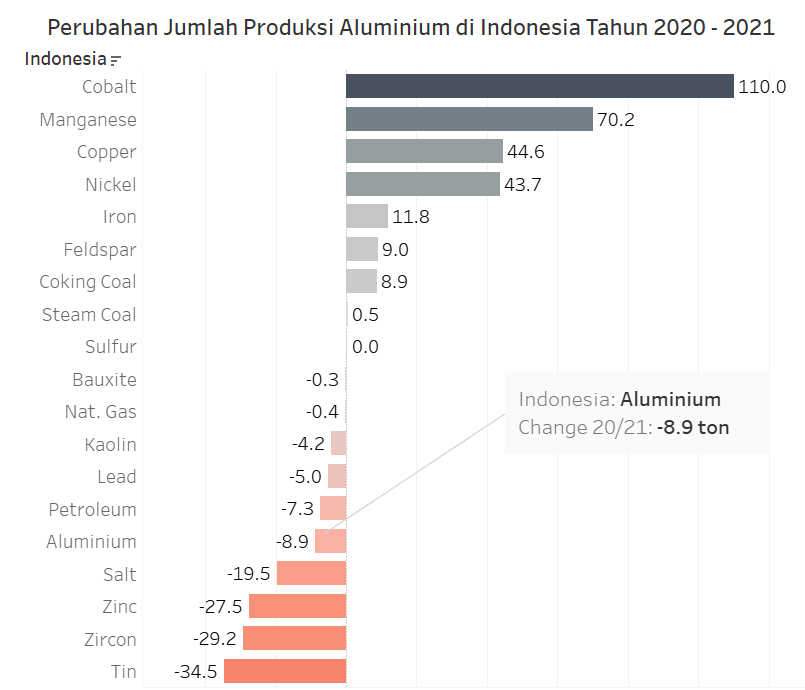 Perubahan Jumlah Produksi Aluminium di Indonesia Tahun 2020 - 2021
Indonesia
Cobalt 110.0
Manganese 70.2
Copper 44.6
Nickel 43.7
Iron 11.8
Feldspar 9.0
Coking Coal 8.9
Steam Coal 0.5
Sulfur 0.0
Bauxite -0.3
Nat. Gas -0.4
Kaolin -4.2
Lead -5.0
Petroleum -7.3
Aluminium -8.9
Salt -19.5
Zinc -27.5
Zircon -29.2
Tin -34.5
Indonesia: Aluminium
Change 20/21: -8.9 ton